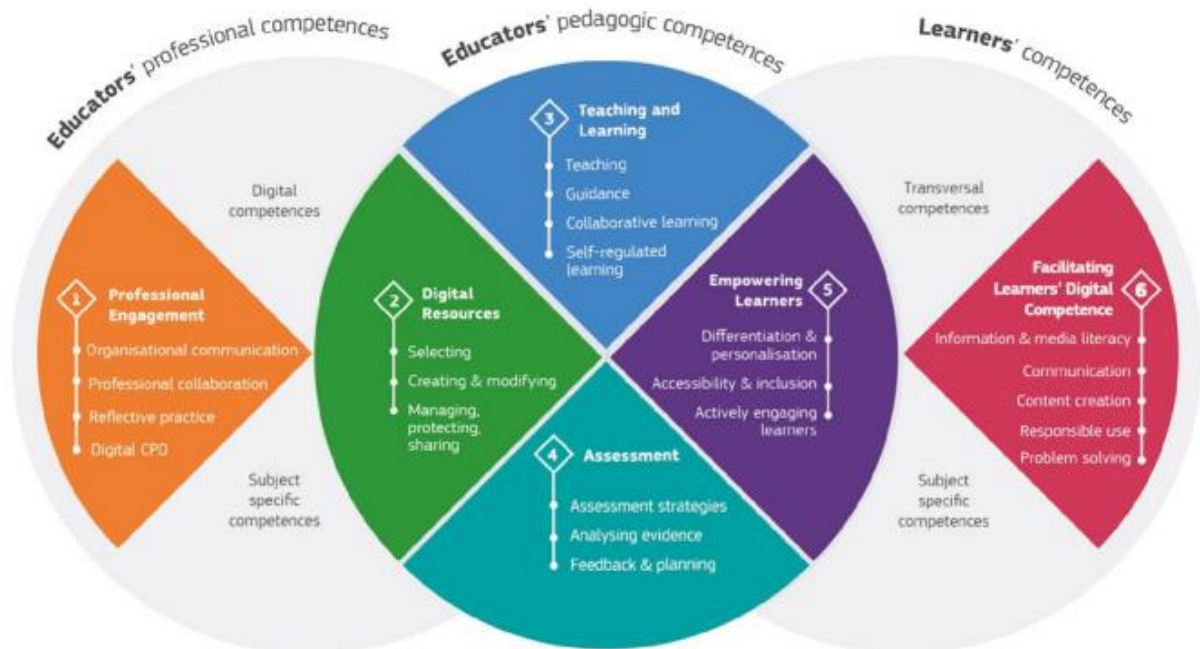 Educators' professional competences
Educators' pedagogic competences
Learners' competences
Digital
competences
Subject
specific
competences
1
Professional
Engagement
Organisational communication
Professional collaboration
Reflective practice
Digital CPD
2
Digital
Resources
Selecting
Creating & modifying
Managing,
protecting,
sharing
3
Teaching and
Learning
Teaching
Guidance
Collaborative learning
Self-regulated
learning
4
Assessment
Assessment strategies
Analysing evidence
Feedback & planning
Empowering
Learners
5
Differentiation &
personalisation
Accessibility & inclusion
Actively engaging
learners
Transversal
competences
Subject
specific
competences
Facilitating
Learners' Digital
Competence
6
Information & media literacy
Communication
Content creation
Responsible use
Problem solving